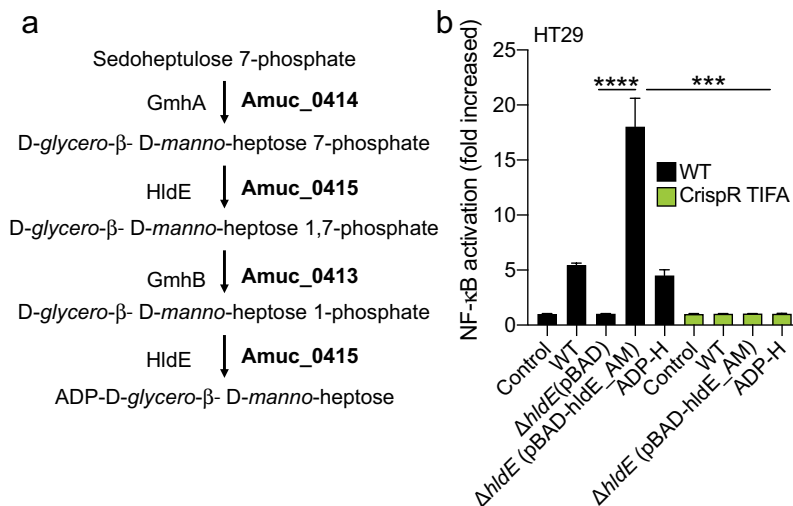 a
Sedoheptulose 7-phosphate
GmhA Amuc_0414
D-glycero-β- D-manno-heptose 7-phosphate
HldE Amuc_0415
D-glycero-β- D-manno-heptose 1,7-phosphate
GmhB Amuc_0413
D-glycero-β- D-manno-heptose 1-phosphate
HldE Amuc_0415
ADP-D-glycero-β- D-manno-heptose
b
HT29
NF-κB activation (fold increased)
25
20
15
10
5
0
**** ***
WT
CrispR TIFA
Control
WT
ΔhldE(pBAD)
ΔhldE (pBAD-hldE_AM)
ADP-H
Control
WT
ΔhldE (pBAD-hldE_AM)
ADP-H